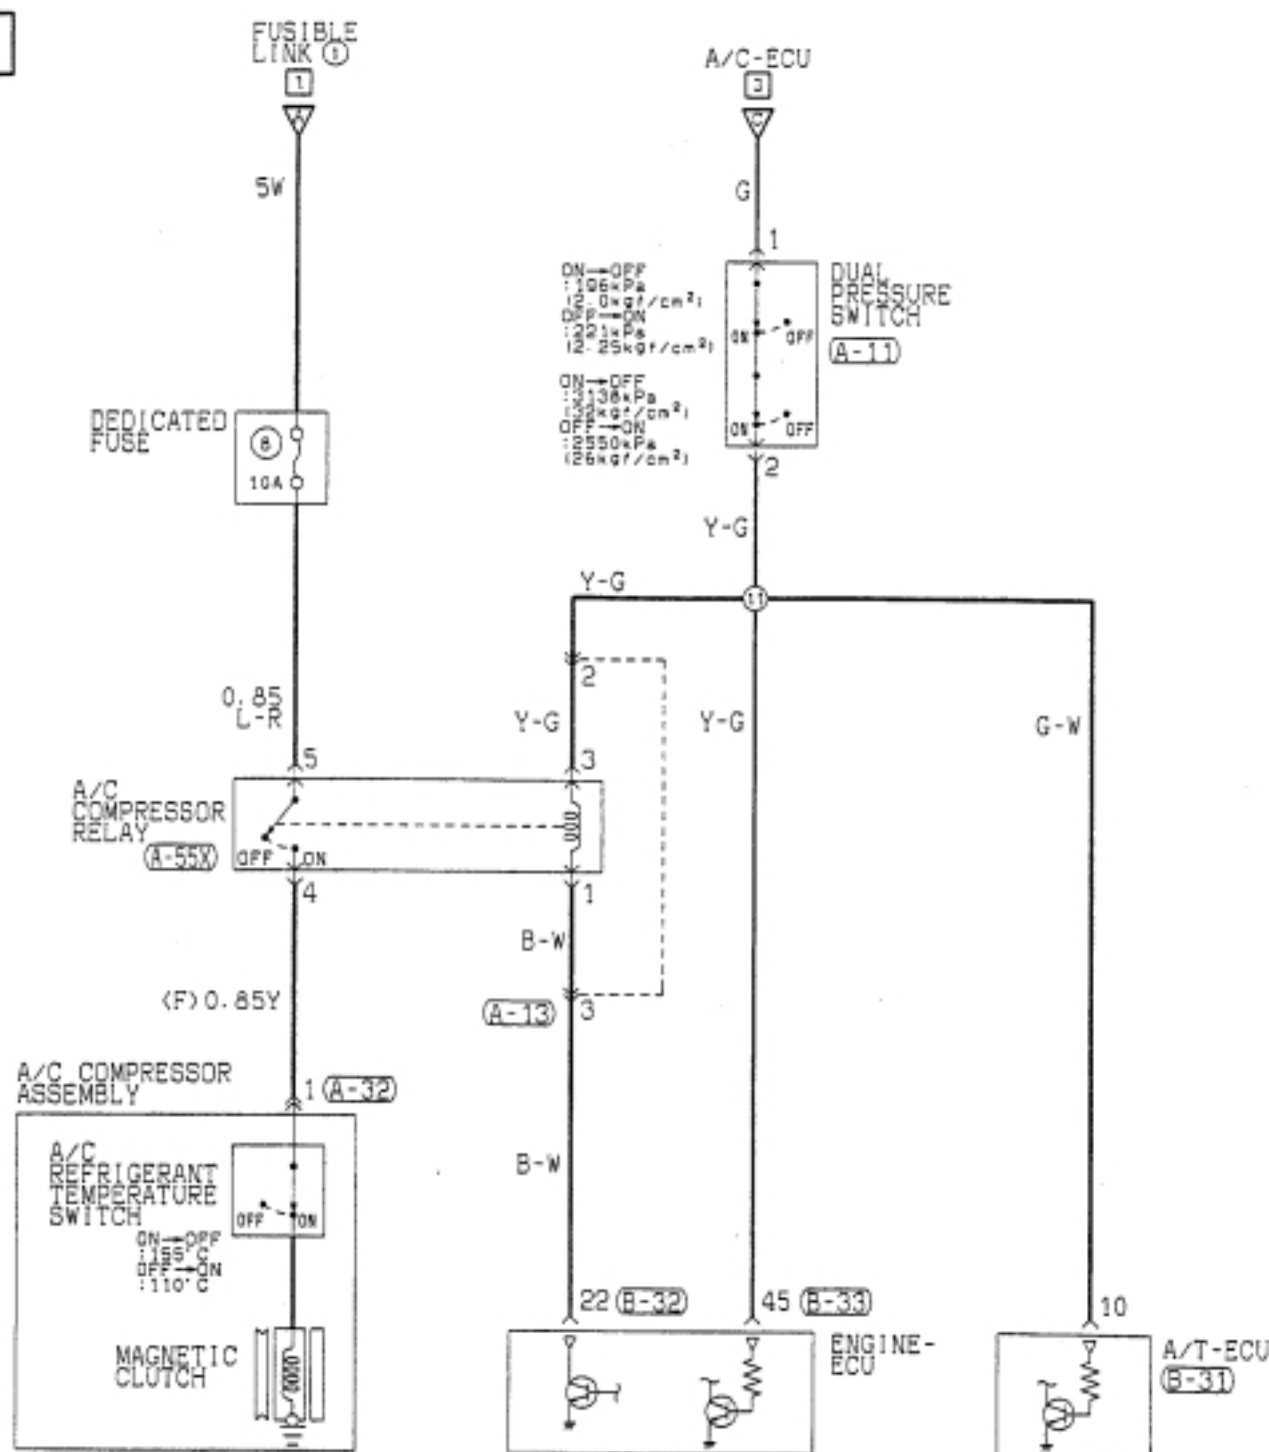 FUSIBLE
LINK ①
1
A/C-ECU
3
C
5W
G
1
ON→OFF
:196kPa
(2.0kgf/cm²)
OFF→ON
:221kPa
(2.25kgf/cm²)
ON→OFF
:3138kPa
(32kgf/cm²)
OFF→ON
:2550kPa
(26kgf/cm²)
ON OFF
ON OFF
DUAL
PRESSURE
SWITCH
A-11
2
DEDICATED
FUSE
8
10A
Y-G
Y-G
11
2
0.85
L-R
Y-G
Y-G
G-W
5
3
A/C
COMPRESSOR
RELAY
A-55X
OFF ON
4
1
B-W
(F)0.85Y
A-13
3
A/C COMPRESSOR
ASSEMBLY
1 A-32
A/C
REFRIGERANT
TEMPERATURE
SWITCH
OFF ON
ON→OFF
:155°C
OFF→ON
:110°C
MAGNETIC
CLUTCH
B-W
22 B-32
45 B-33
10
ENGINE-
ECU
A/T-ECU
B-31